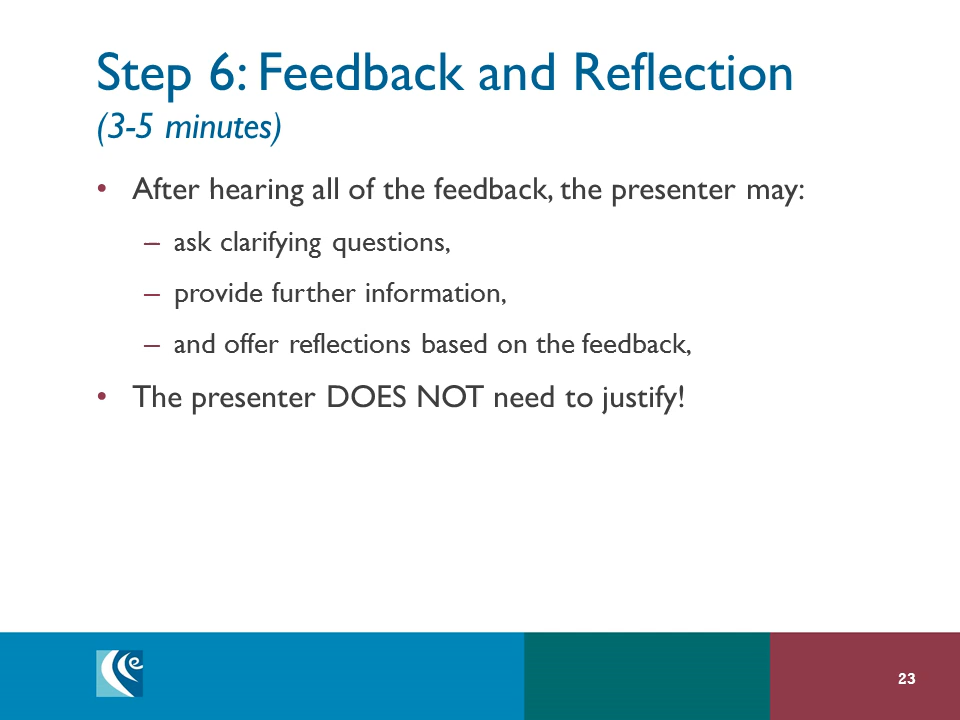 Step 6: Feedback and Reflection
(3-5 minutes)
• After hearing all of the feedback, the presenter may:
– ask clarifying questions,
– provide further information,
– and offer reflections based on the feedback,
• The presenter DOES NOT need to justify!
e
23